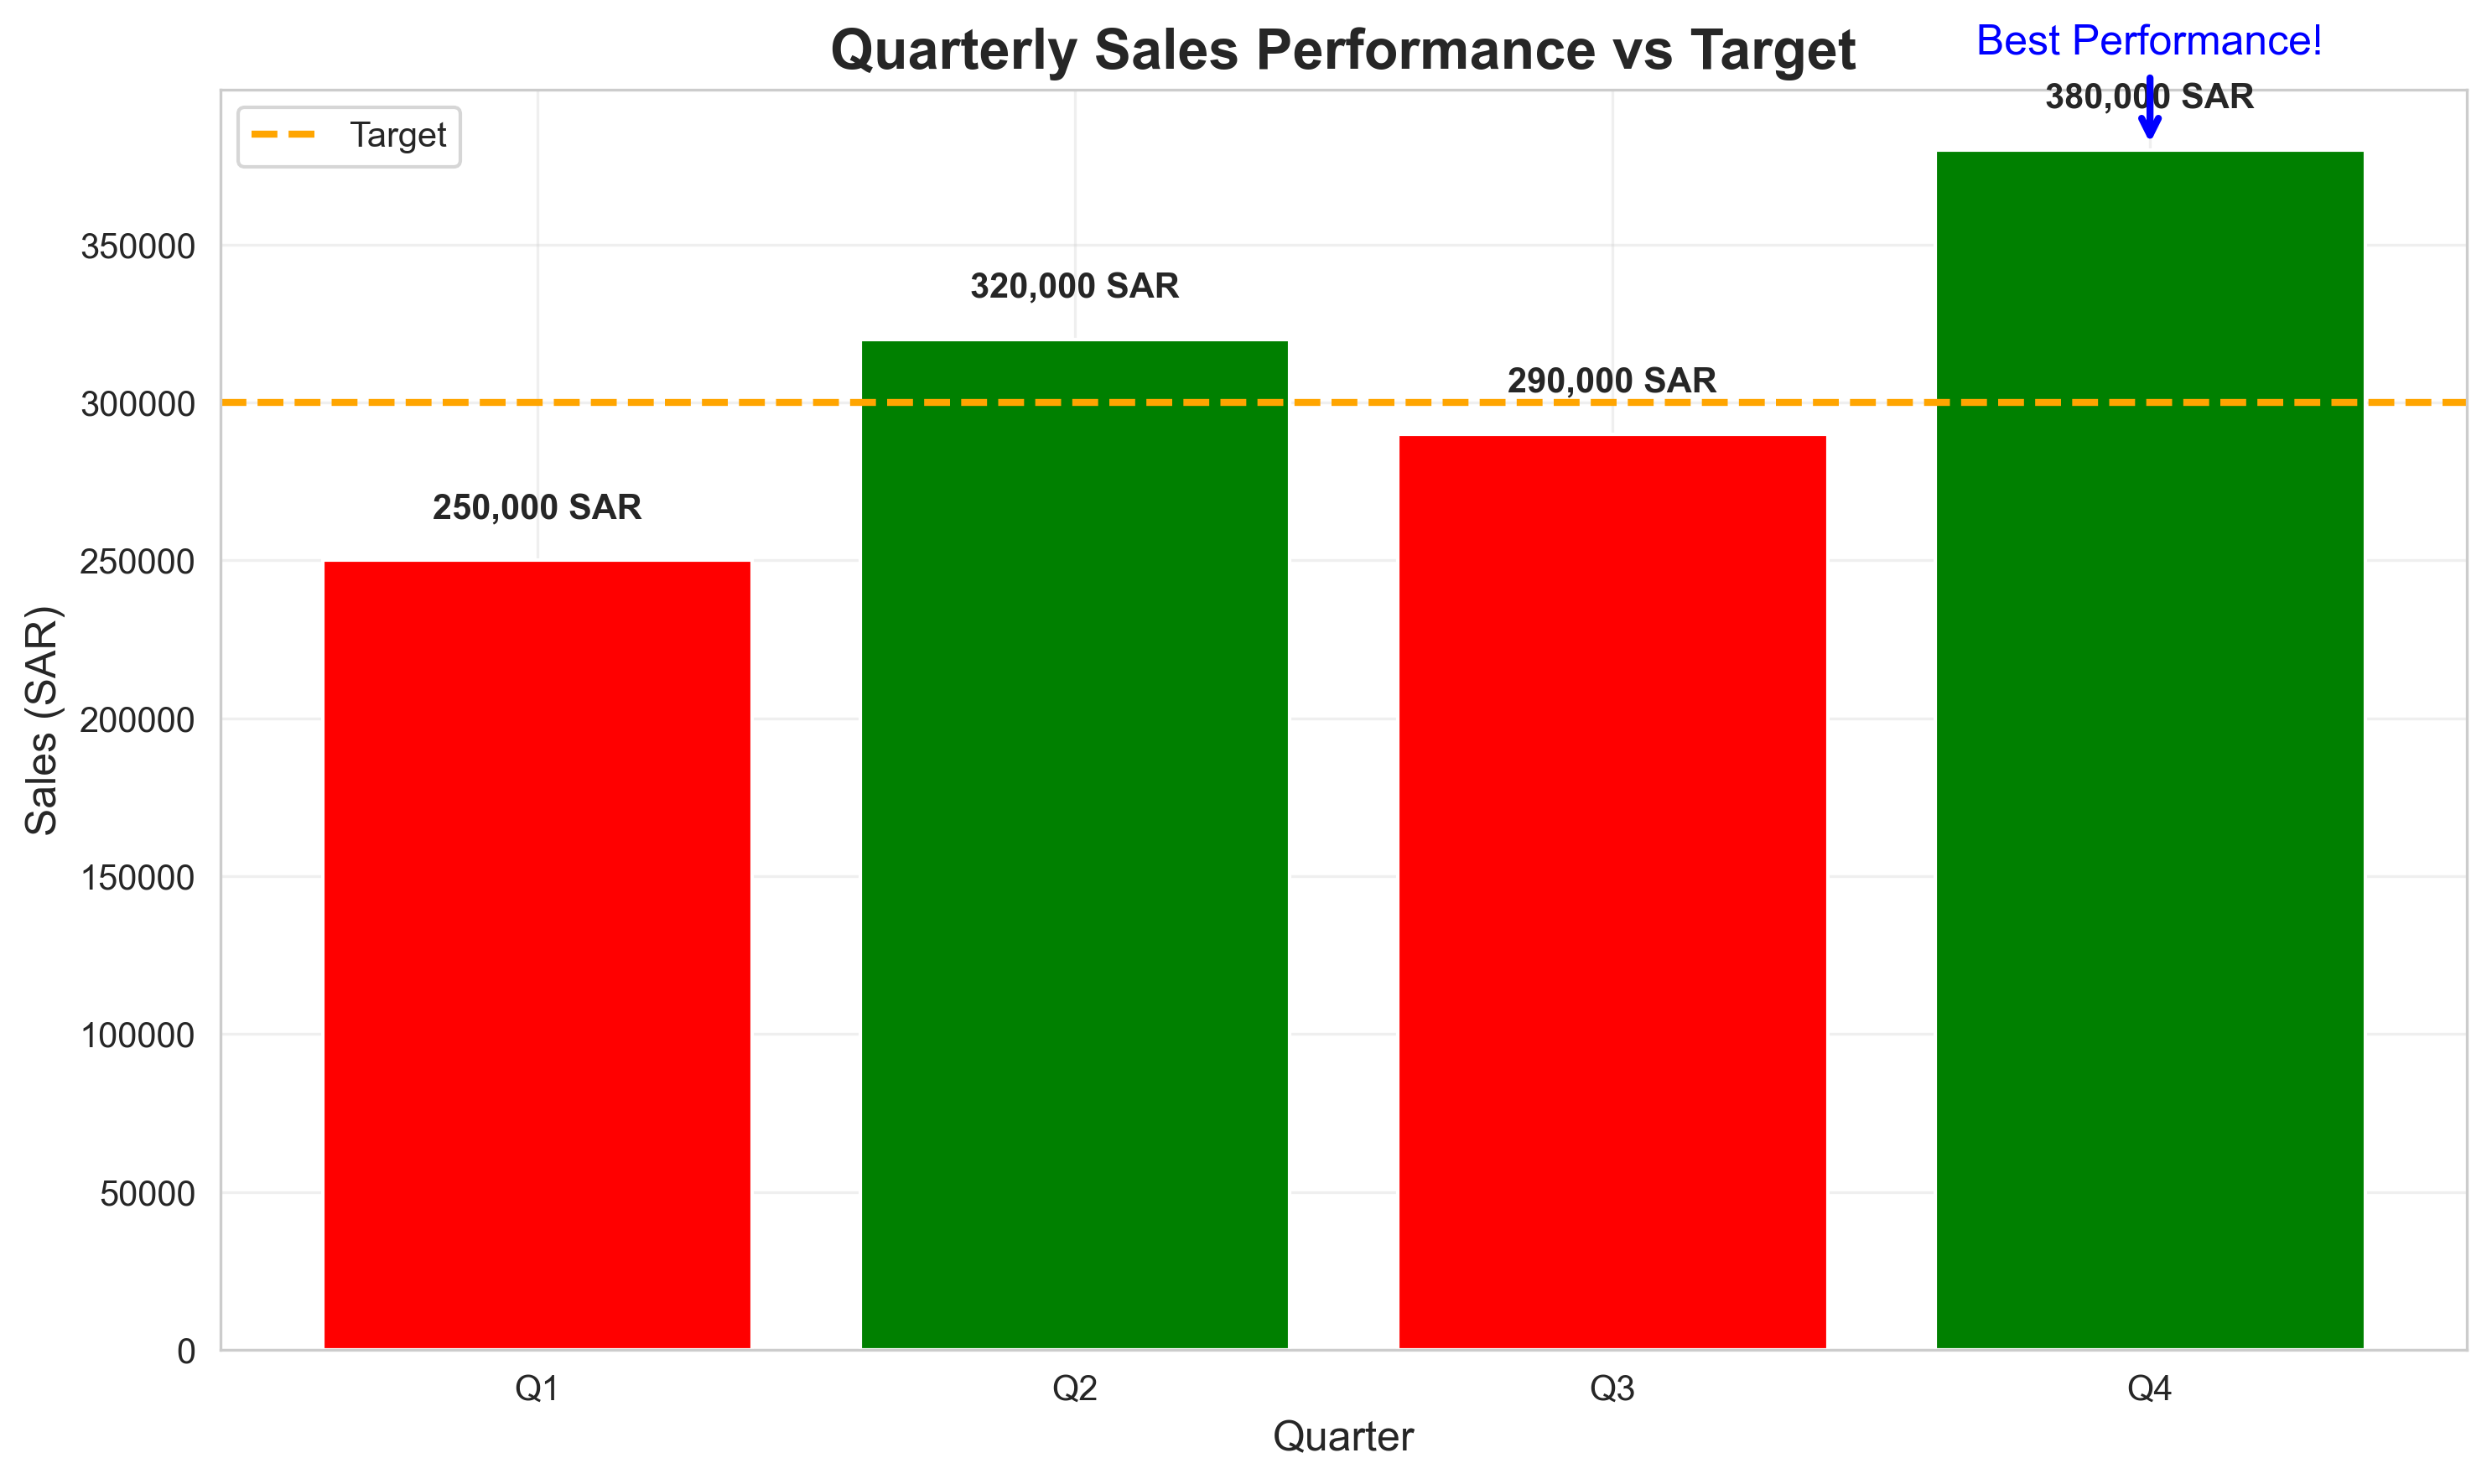 Quarterly Sales Performance vs Target
Best Performance!
380,000 SAR
Target
320,000 SAR
290,000 SAR
250,000 SAR
350000
300000
250000
200000
150000
100000
50000
0
Sales (SAR)
Q1
Q2
Q3
Q4
Quarter